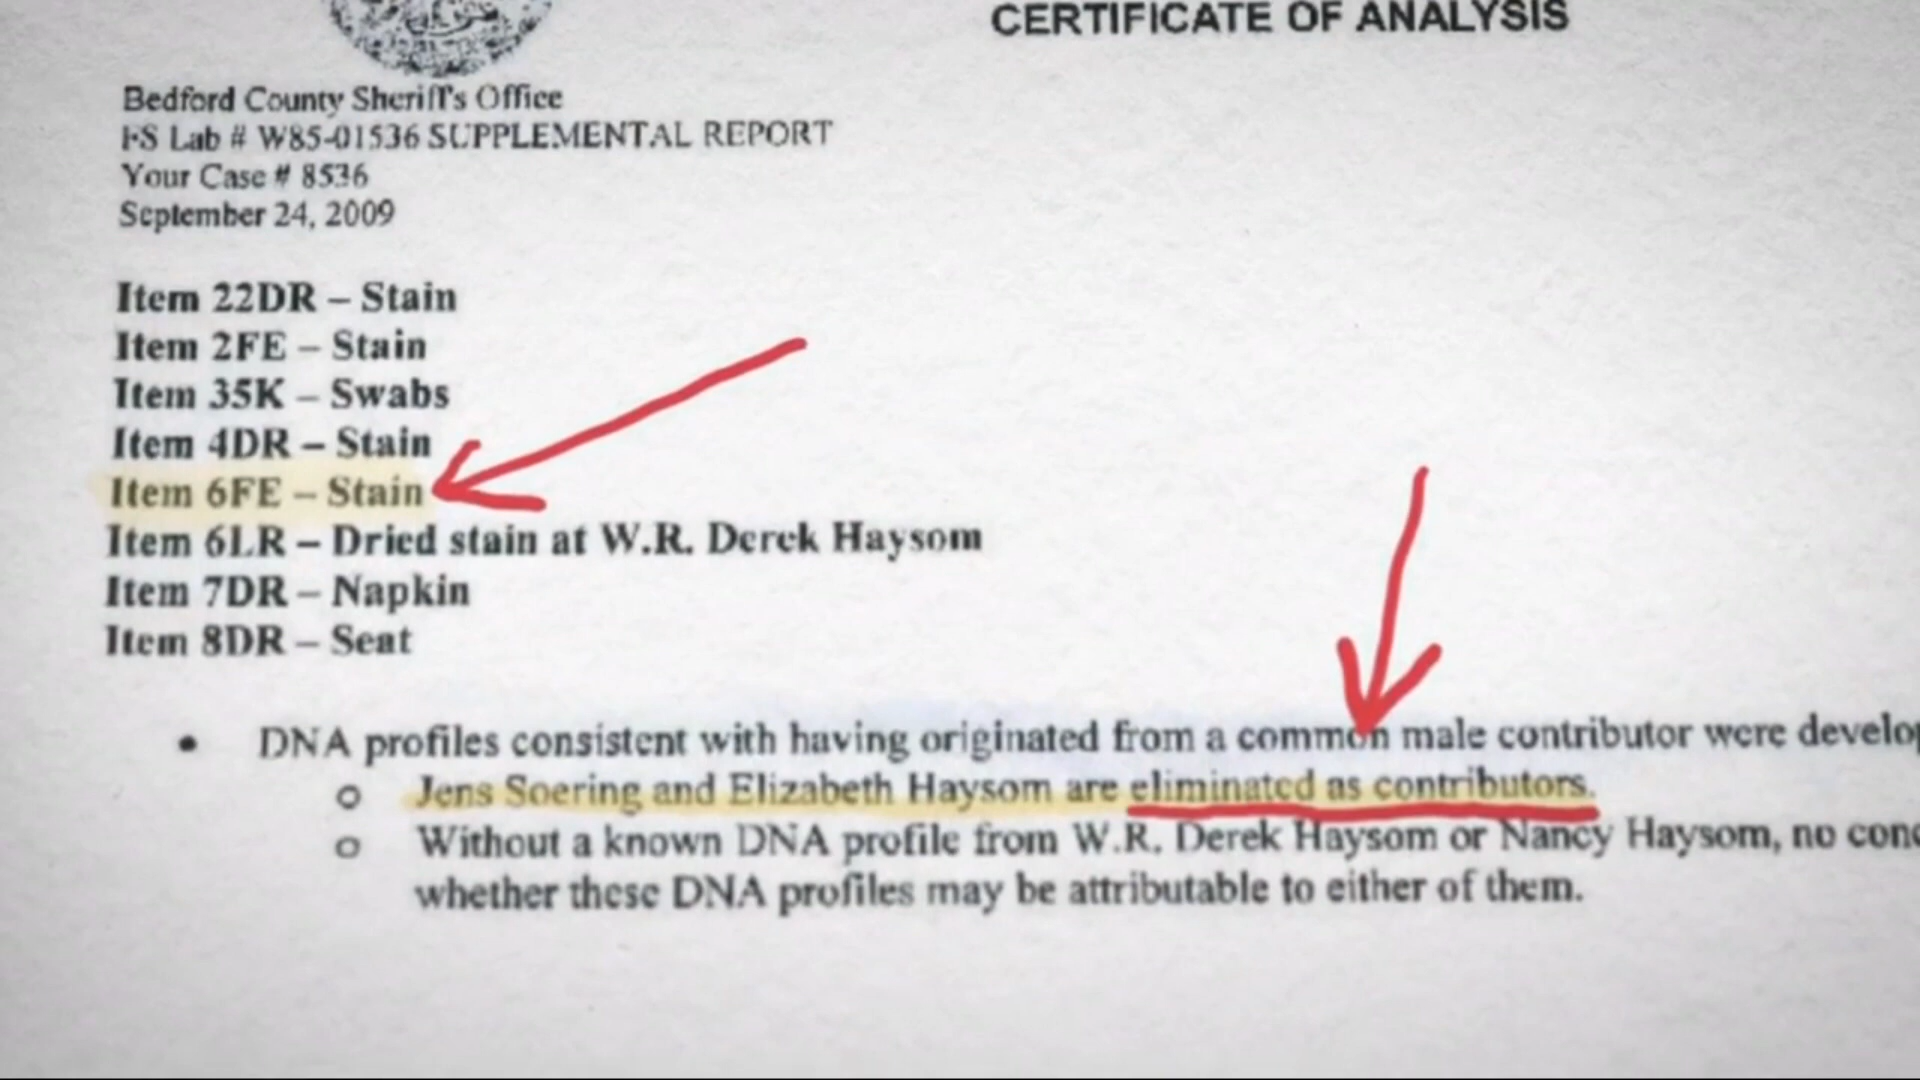 CERTIFICATE OF ANALYSIS
Bedford County Sheriff's Office
FS Lab # W85-01536 SUPPLEMENTAL REPORT
Your Case # 8536
September 24, 2009
Item 22DR – Stain
Item 2FE – Stain
Item 35K – Swabs
Item 4DR – Stain
Item 6FE – Stain
Item 6LR – Dried stain at W.R. Derek Haysom
Item 7DR – Napkin
Item 8DR – Seat
• DNA profiles consistent with having originated from a common male contributor were develop
o Jens Soering and Elizabeth Haysom are eliminated as contributors.
o Without a known DNA profile from W.R. Derek Haysom or Nancy Haysom, no conc
whether these DNA profiles may be attributable to either of them.